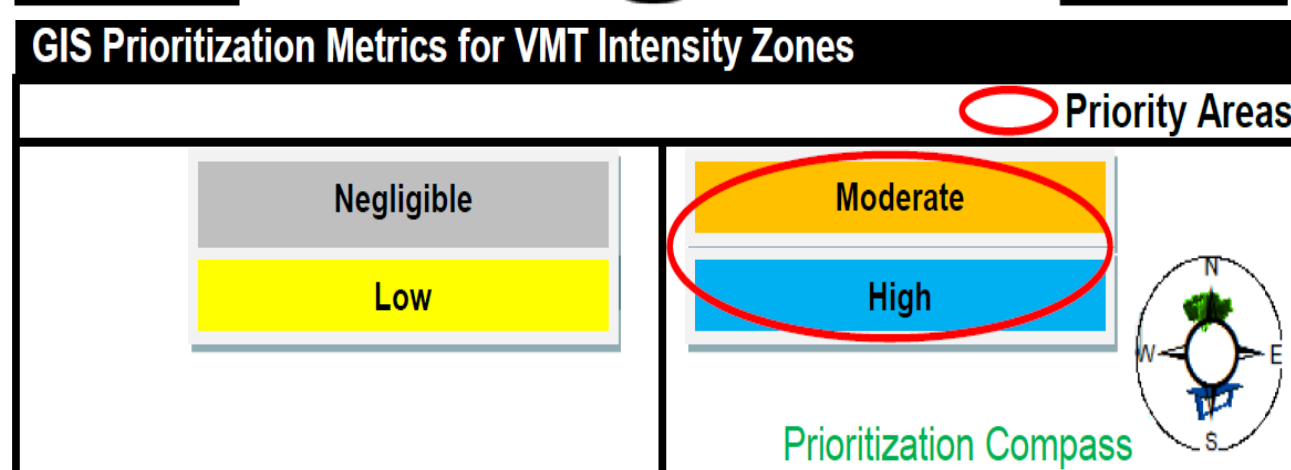 GIS Prioritization Metrics for VMT Intensity Zones
Priority Areas
Negligible
Moderate
Low
High
N
W
E
S
Prioritization Compass